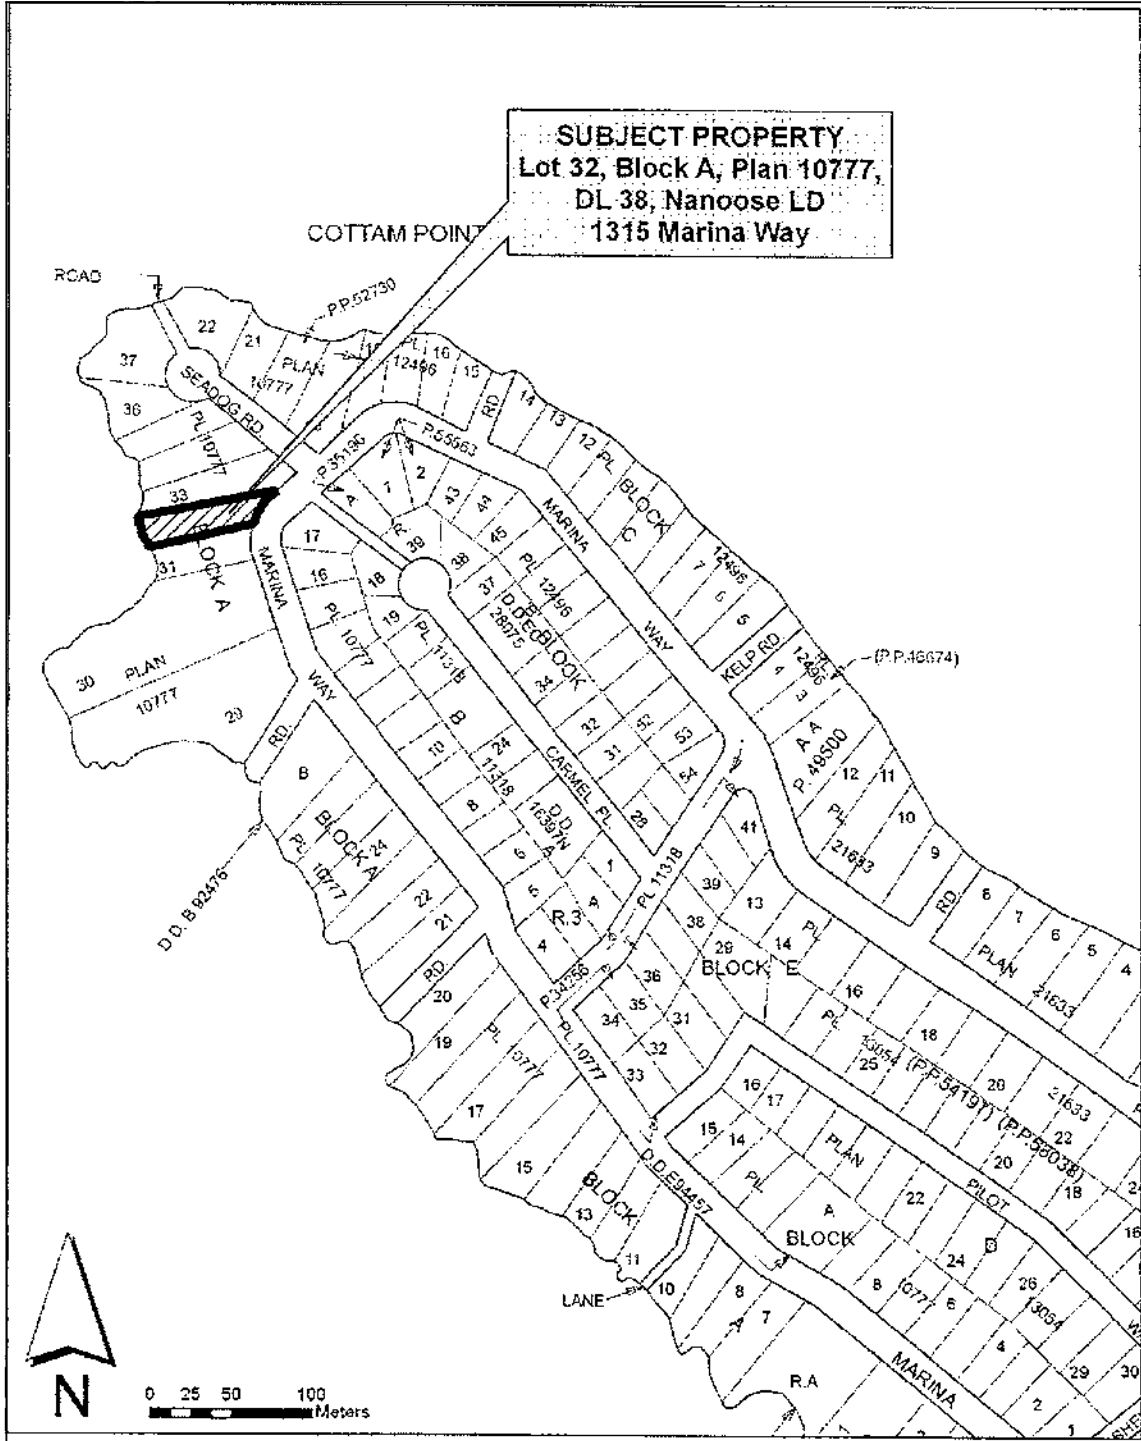 SUBJECT PROPERTY
Lot 32, Block A, Plan 10777,
DL 38, Nanoose LD
1315 Marina Way
COTTAM POINT
ROAD
P.P.52730
22
21
37
PLAN
10777
PL
16
12496
15
SEADOG RD.
36
PL 10777
RD
14
13
12
PL
P.55563
P.35196
2
A
43
44
45
BLOCK
C
33
BLOCK A
MARINA
17
39
38
37
PL
12496
MARINA
12496
7
6
5
31
16
18
19
PL 10777
PL 11318
D.D.E
28075
BLOCK
34
WAY
KELP RD
12496
4
3
(P.P.46674)
30
PLAN
10777
29
RD.
WAY
B
10
24
11318
8
CARMEL PL
32
31
52
53
54
A A
P. 49500
12
11
10
9
B
BLOCK A
PL 10777
24
D.D.
16397N
A
6
28
1
41
PL
21633
D.D. B 92476
22
21
5
R.3
A
4
PL 11318
39
38
13
RD.
8
7
6
5
4
PLAN
21633
RD.
20
19
PL 10777
P.34256
36
35
34
29
14
PL
BLOCK E
16
31
32
33
PL 10777
18
PL
13054 (P.P.54197) (P.P.58038)
25
20
21633
22
17
15
16
17
15
14
PL
PLAN
PILOT
20
18
16
D.D.E94457
BLOCK
13
11
A
BLOCK
22
24
B
26
LANE
10
8
7
A
8
10777
6
4
13054
29
30
MARINA
R.A
2
1
N
0 25 50 100
Meters